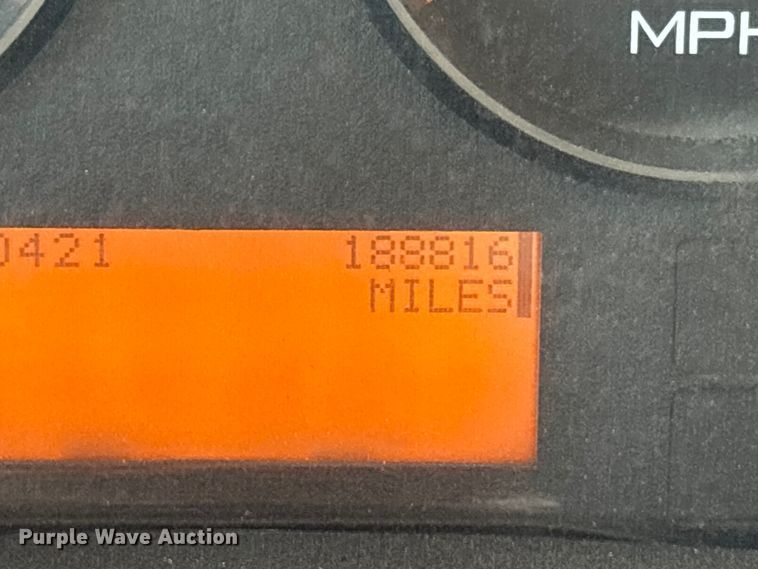 MPH
0421 188816
MILES
Purple Wave Auction